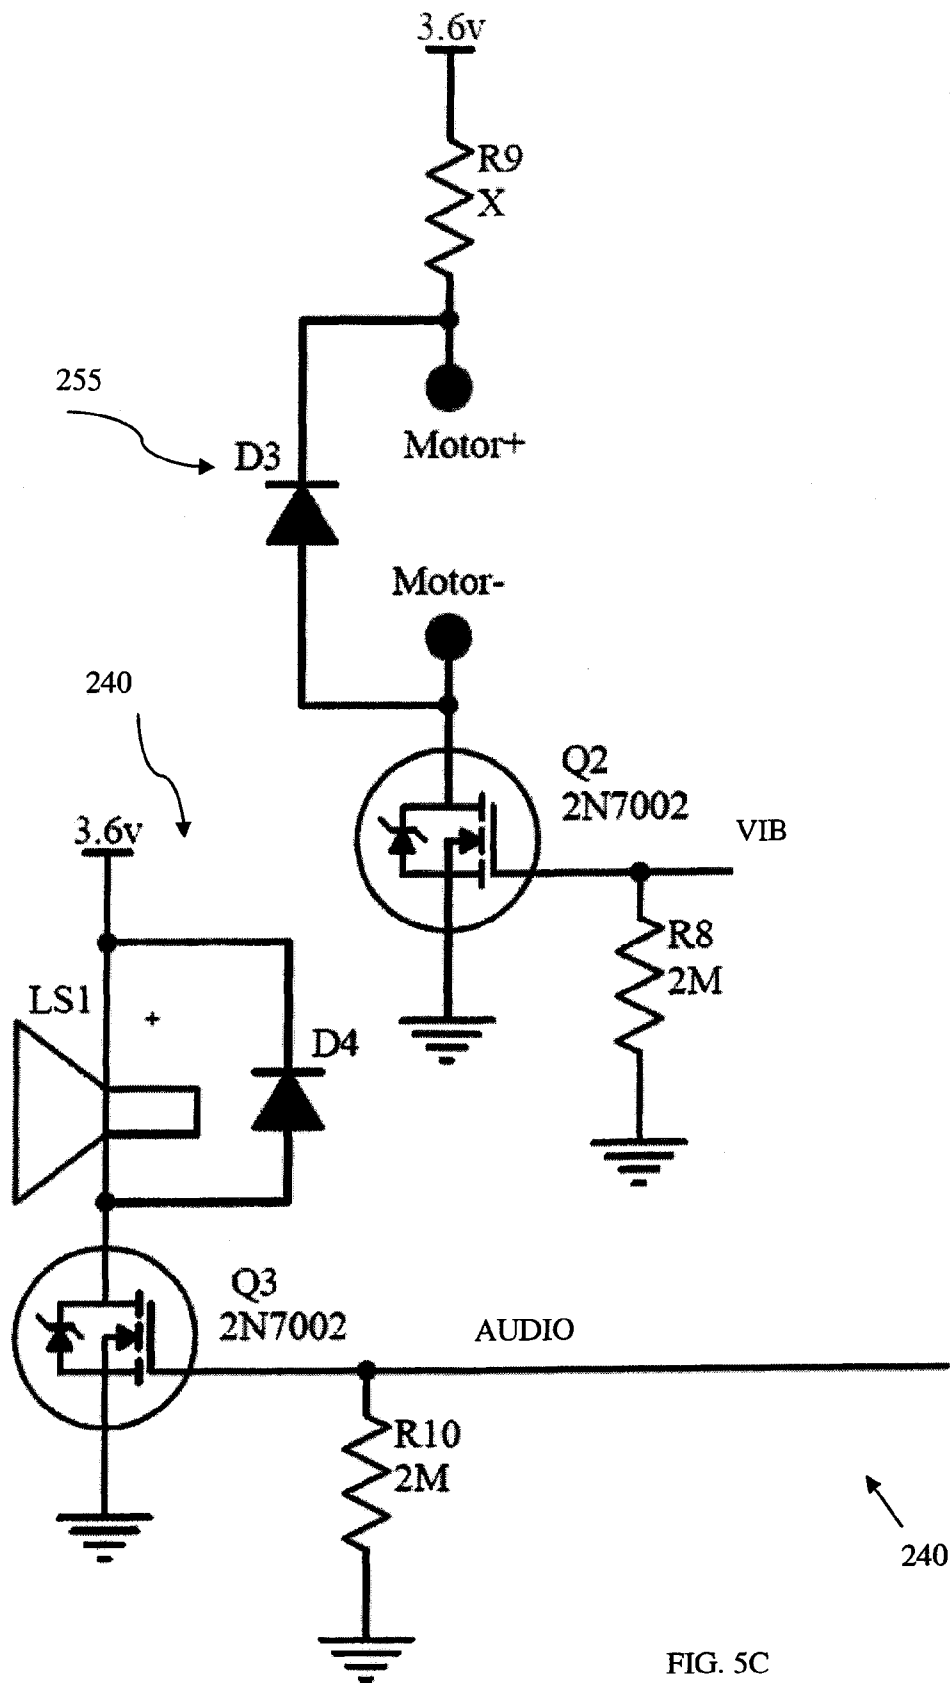 3.6v
R9
X
255
D3
Motor+
Motor-
240
Q2
2N7002
VIB
3.6v
R8
2M
LS1
+
D4
Q3
2N7002
AUDIO
R10
2M
240
FIG. 5C